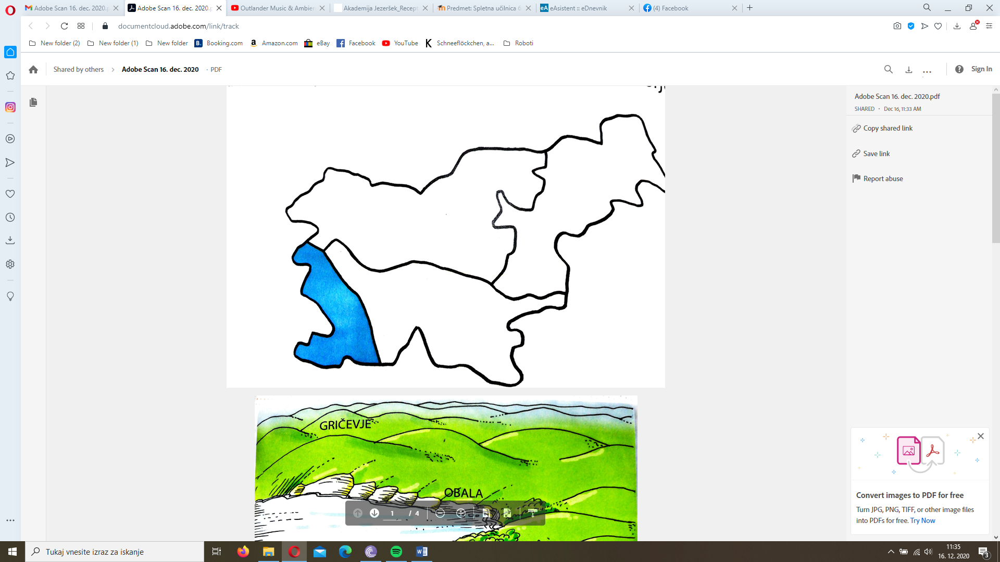 Adobe Scan 16. dec. 2020.p
Adobe Scan 16. dec. 2020.p
Outlander Music & Ambie
Akademija Jezeršek_Recept
Predmet: Spletna učilnica 6
eAsistent :: eDnevnik
(4) Facebook
documentcloud.adobe.com/link/track
New folder (2)
New folder (1)
New folder
Booking.com
Amazon.com
eBay
Facebook
YouTube
Schneeflöckchen, a...
Roboti
Shared by others
Adobe Scan 16. dec. 2020 · PDF
Sign In
Adobe Scan 16. dec. 2020.pdf
SHARED · Dec 16, 11:33 AM
Copy shared link
Save link
Report abuse
GRIČEVJE
OBALA
1 / 4
Convert images to PDF for free
Turn JPG, PNG, TIFF, or other image files
into PDFs for free. Try Now
Tukaj vnesite izraz za iskanje
11:35
16. 12. 2020
3